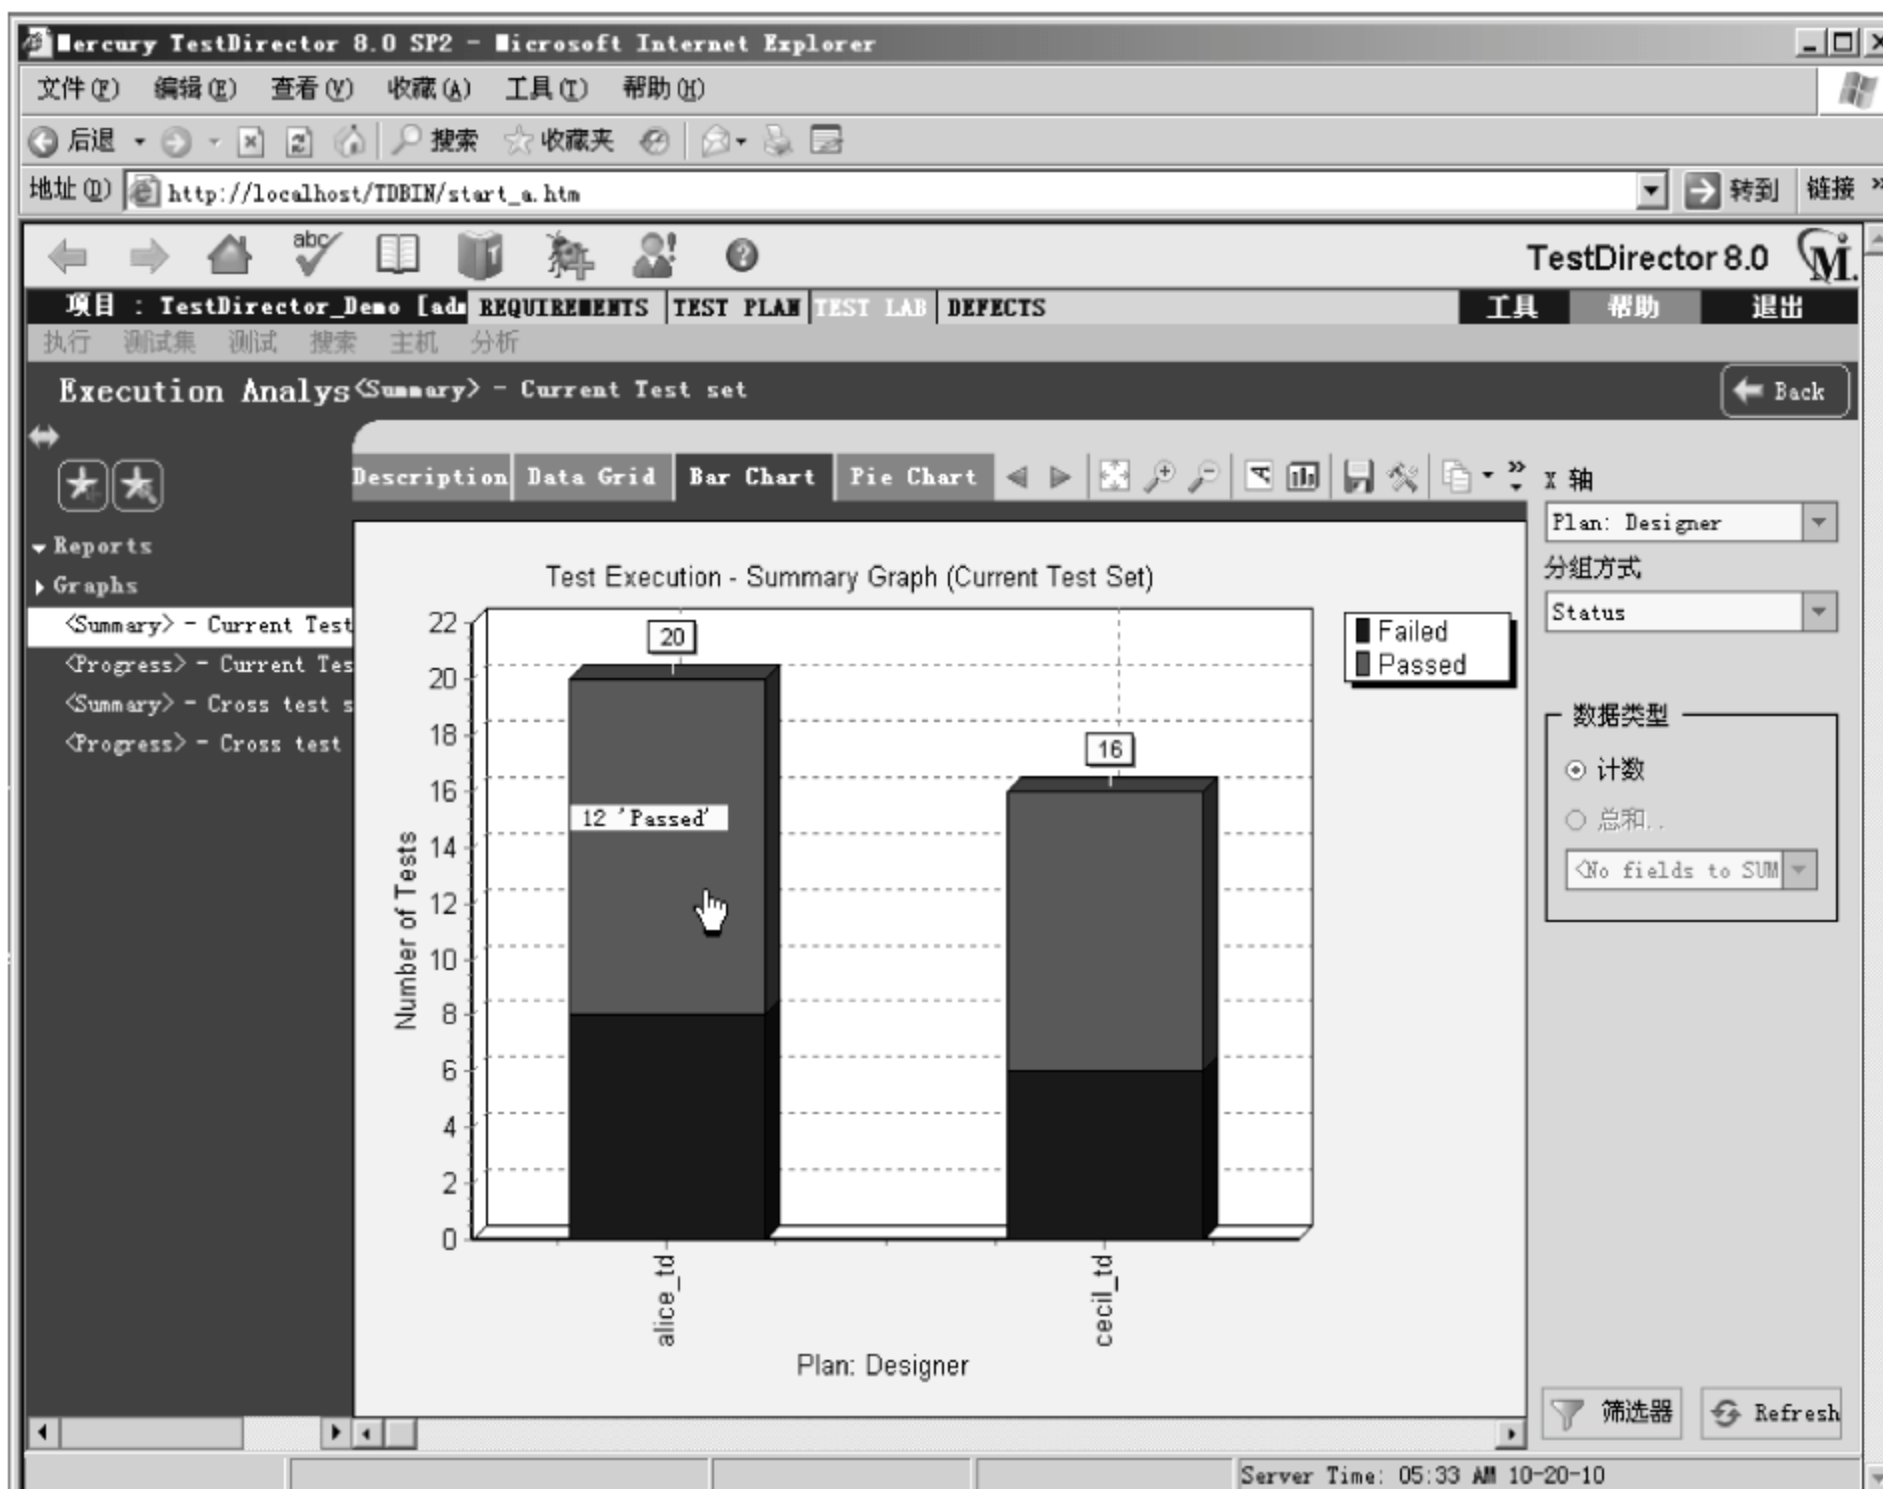 Mercury TestDirector 8.0 SP2 - Microsoft Internet Explorer
文件(F) 编辑(E) 查看(V) 收藏(A) 工具(T) 帮助(H)
后退 搜索 收藏夹
地址(D) http://localhost/TDBIN/start_a.htm 转到 链接 »
abc TestDirector 8.0 M.
项目 : TestDirector_Demo [adm REQUIREMENTS TEST PLAN TEST LAB DEFECTS 工具 帮助 退出
执行 测试集 测试 搜索 主机 分析
Execution Analys <Summary> - Current Test set Back
Description Data Grid Bar Chart Pie Chart »
Reports
Graphs
<Summary> - Current Test
<Progress> - Current Tes
<Summary> - Cross test s
<Progress> - Cross test
Test Execution - Summary Graph (Current Test Set)
Number of Tests
22
20
18
16
14
12
10
8
6
4
2
0
20
16
12 'Passed'
Failed
Passed
alice_td
cecil_td
Plan: Designer
X 轴
Plan: Designer
分组方式
Status
数据类型
计数
总和..
<No fields to SUM
筛选器 Refresh
Server Time: 05:33 AM 10-20-10